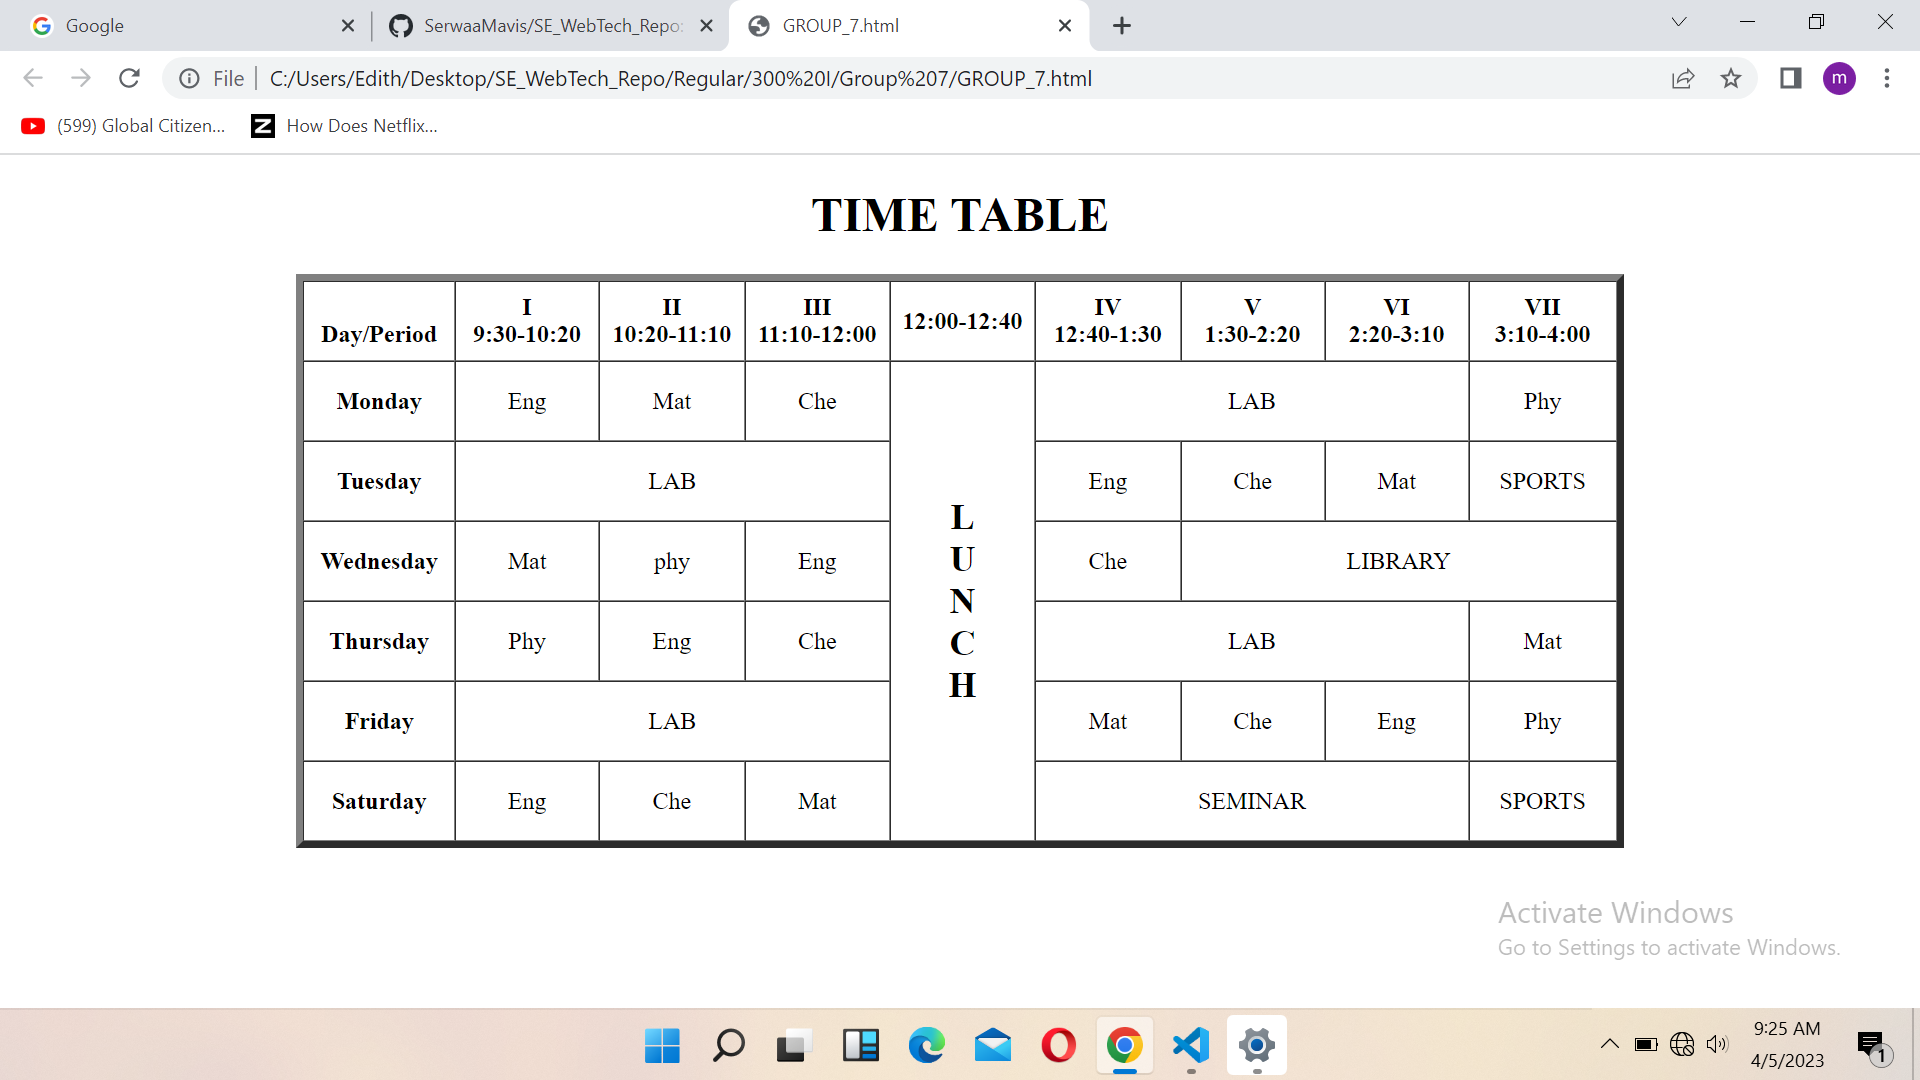 Google
SerwaaMavis/SE_WebTech_Repo:
GROUP_7.html
File
C:/Users/Edith/Desktop/SE_WebTech_Repo/Regular/300%20I/Group%207/GROUP_7.html
m
(599) Global Citizen...
How Does Netflix...
TIME TABLE
Day/Period I 9:30-10:20 II 10:20-11:10 III 11:10-12:00 12:00-12:40 IV 12:40-1:30 V 1:30-2:20 VI 2:20-3:10 VII 3:10-4:00
Monday Eng Mat Che LAB Phy
Tuesday LAB Eng Che Mat SPORTS
Wednesday Mat phy Eng Che LIBRARY
Thursday Phy Eng Che LAB Mat
Friday LAB Mat Che Eng Phy
Saturday Eng Che Mat SEMINAR SPORTS
L
U
N
C
H
Activate Windows
Go to Settings to activate Windows.
9:25 AM
4/5/2023
1